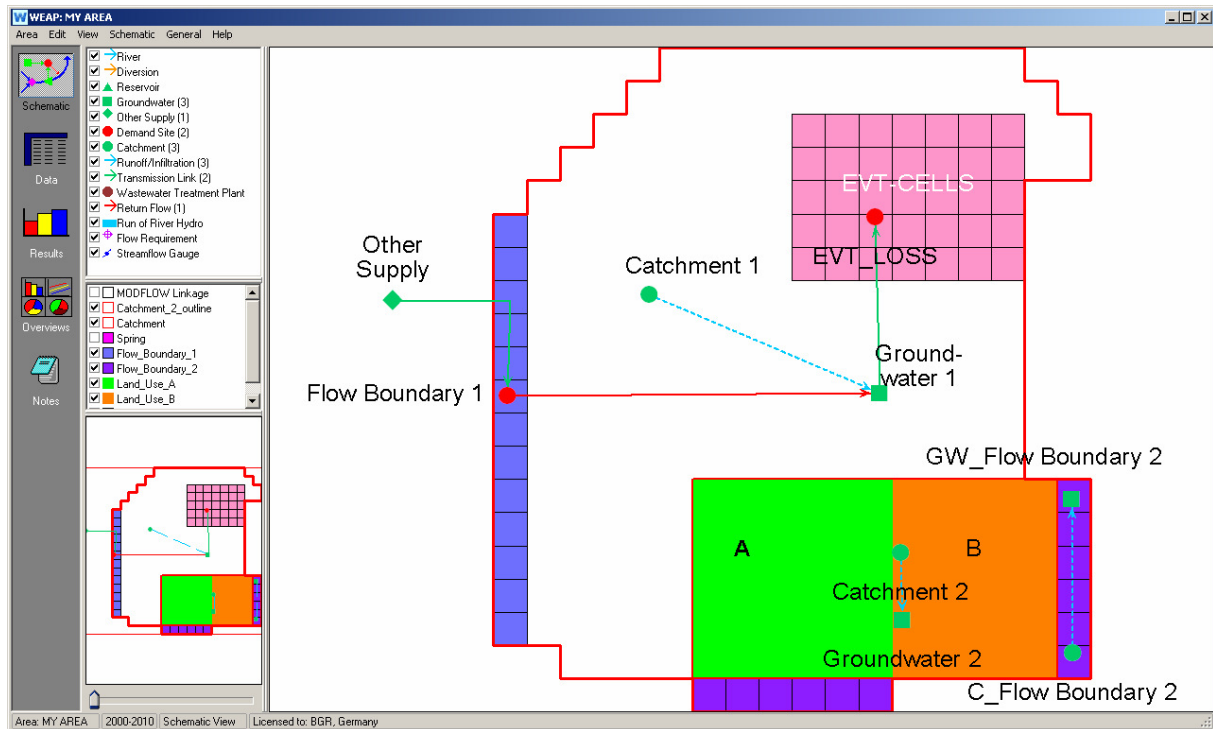 WEAP: MY AREA
Area Edit View Schematic General Help
Schematic
Data
Results
Overviews
Notes
River
Diversion
Reservoir
Groundwater (3)
Other Supply (1)
Demand Site (2)
Catchment (3)
Runoff/Infiltration (3)
Transmission Link (2)
Wastewater Treatment Plant
Return Flow (1)
Run of River Hydro
Flow Requirement
Streamflow Gauge
MODFLOW Linkage
Catchment_2_outline
Catchment
Spring
Flow_Boundary_1
Flow_Boundary_2
Land_Use_A
Land_Use_B
EVT-CELLS
Other
Supply
Catchment 1
EVT_LOSS
Ground-
water 1
Flow Boundary 1
GW_Flow Boundary 2
A
B
Catchment 2
Groundwater 2
C_Flow Boundary 2
Area: MY AREA 2000-2010 Schematic View Licensed to: BGR, Germany